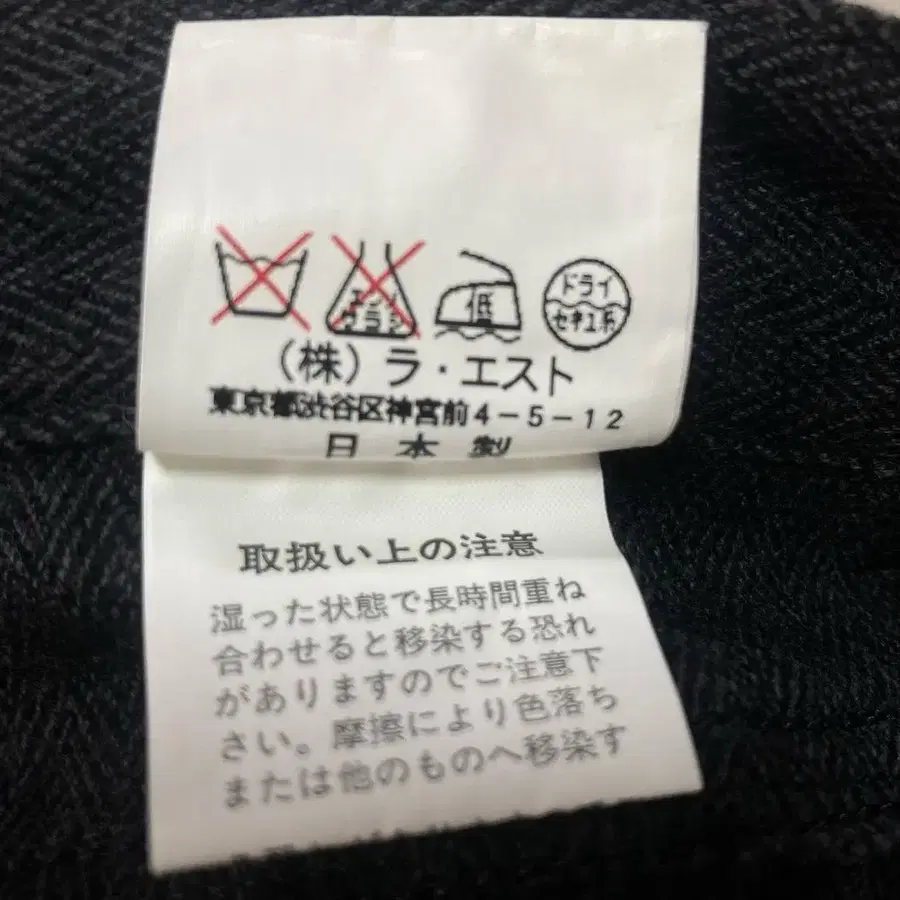 エンソ
サラシ
低
ドライ
セキユ系
（株）ラ・エスト
東京都渋谷区神宮前4-5-12
日本製
取扱い上の注意
湿った状態で長時間重ね
合わせると移染する恐れ
がありますのでご注意下
さい。摩擦により色落ち
または他のものへ移染す